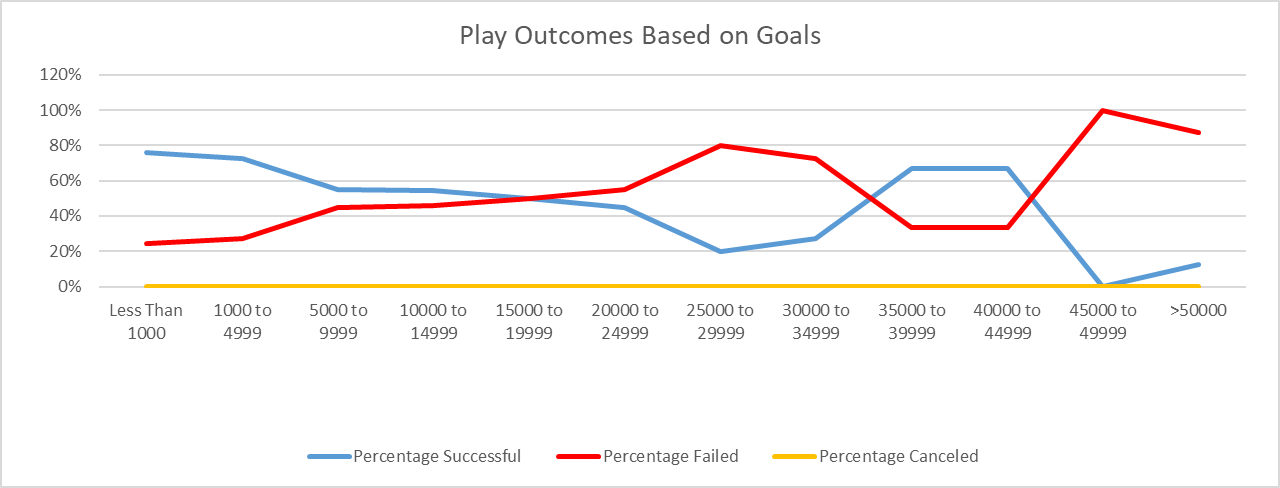 Play Outcomes Based on Goals
120%
100%
80%
60%
40%
20%
0%
Less Than 1000 to 5000 to 10000 to 15000 to 20000 to 25000 to 30000 to 35000 to 40000 to 45000 to >50000
1000 4999 9999 14999 19999 24999 29999 34999 39999 44999 49999
Percentage Successful Percentage Failed Percentage Canceled